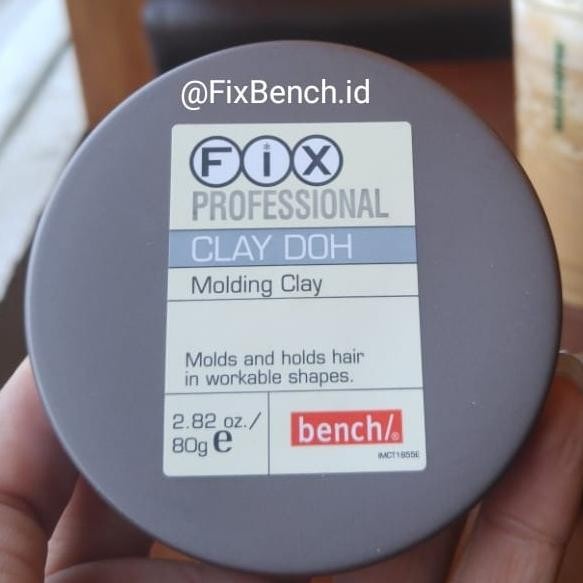 @FixBench.id
FiX
PROFESSIONAL
CLAY DOH
Molding Clay
Molds and holds hair
in workable shapes.
2.82 oz./
80g e
bench/®
IMCT1855E